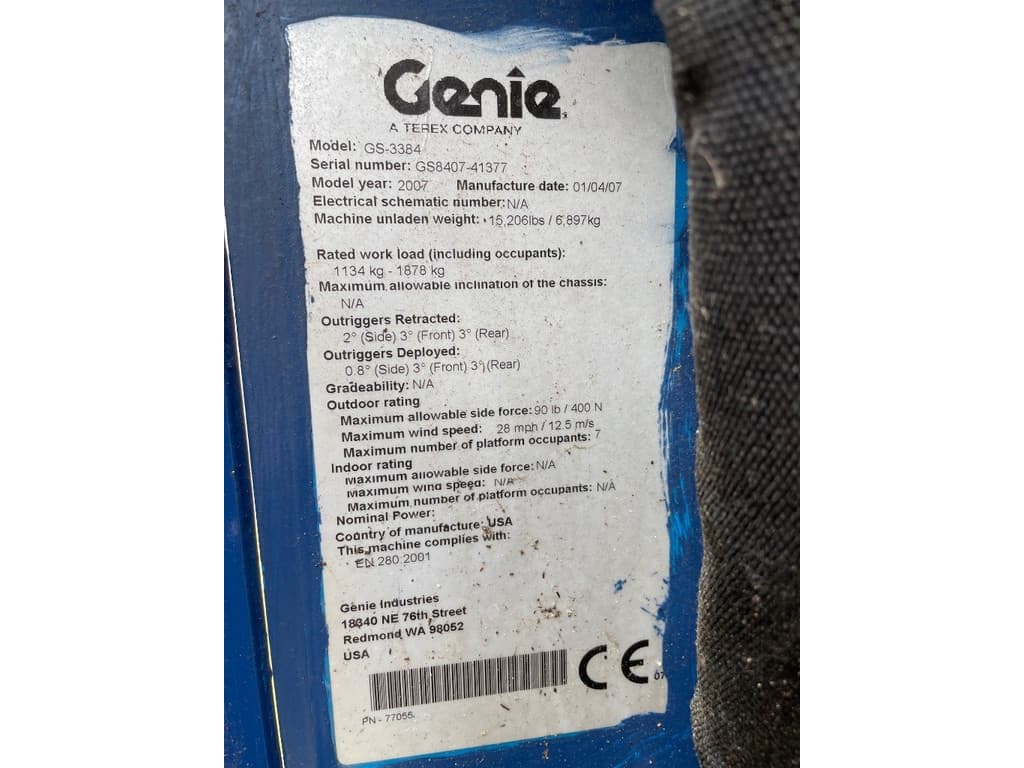 Genie
A TEREX COMPANY
Model: GS-3384
Serial number: GS8407-41377
Model year: 2007 Manufacture date: 01/04/07
Electrical schematic number: N/A
Machine unladen weight: 15,206lbs / 6,897kg
Rated work load (including occupants):
1134 kg - 1878 kg
Maximum allowable inclination of the chassis:
N/A
Outriggers Retracted:
2° (Side) 3° (Front) 3° (Rear)
Outriggers Deployed:
0.8° (Side) 3° (Front) 3° (Rear)
Gradeability: N/A
Outdoor rating
Maximum allowable side force: 90 lb / 400 N
Maximum wind speed: 28 mph / 12.5 m/s
Maximum number of platform occupants: 7
Indoor rating
Maximum allowable side force: N/A
Maximum wind speed: N/A
Maximum number of platform occupants: N/A
Nominal Power:
Country of manufacture: USA
This machine complies with:
EN 280:2001
Genie Industries
18340 NE 76th Street
Redmond WA 98052
USA
CE
07
PN - 77055